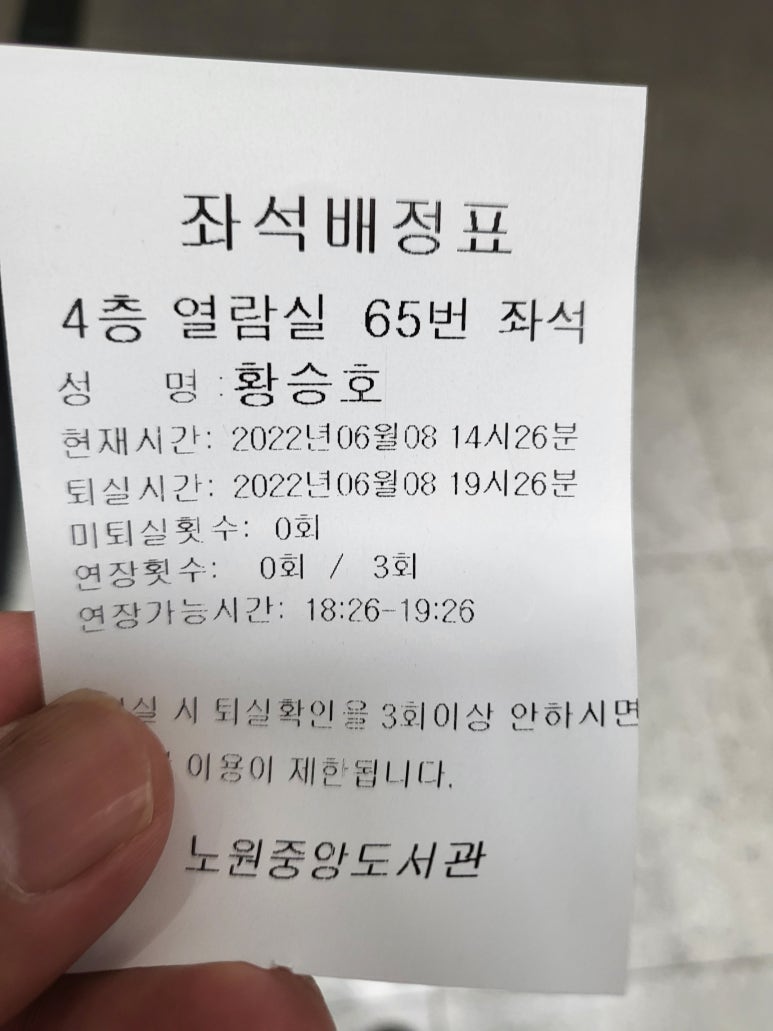 좌석배정표
4층 열람실 65번 좌석
성 명 : 황승호
현재시간: 2022년06월08 14시26분
퇴실시간: 2022년06월08 19시26분
미퇴실횟수: 0회
연장횟수: 0회 / 3회
연장가능시간: 18:26-19:26
시 퇴실확인을 3회이상 안하시면
이용이 제한됩니다.
노원중앙도서관